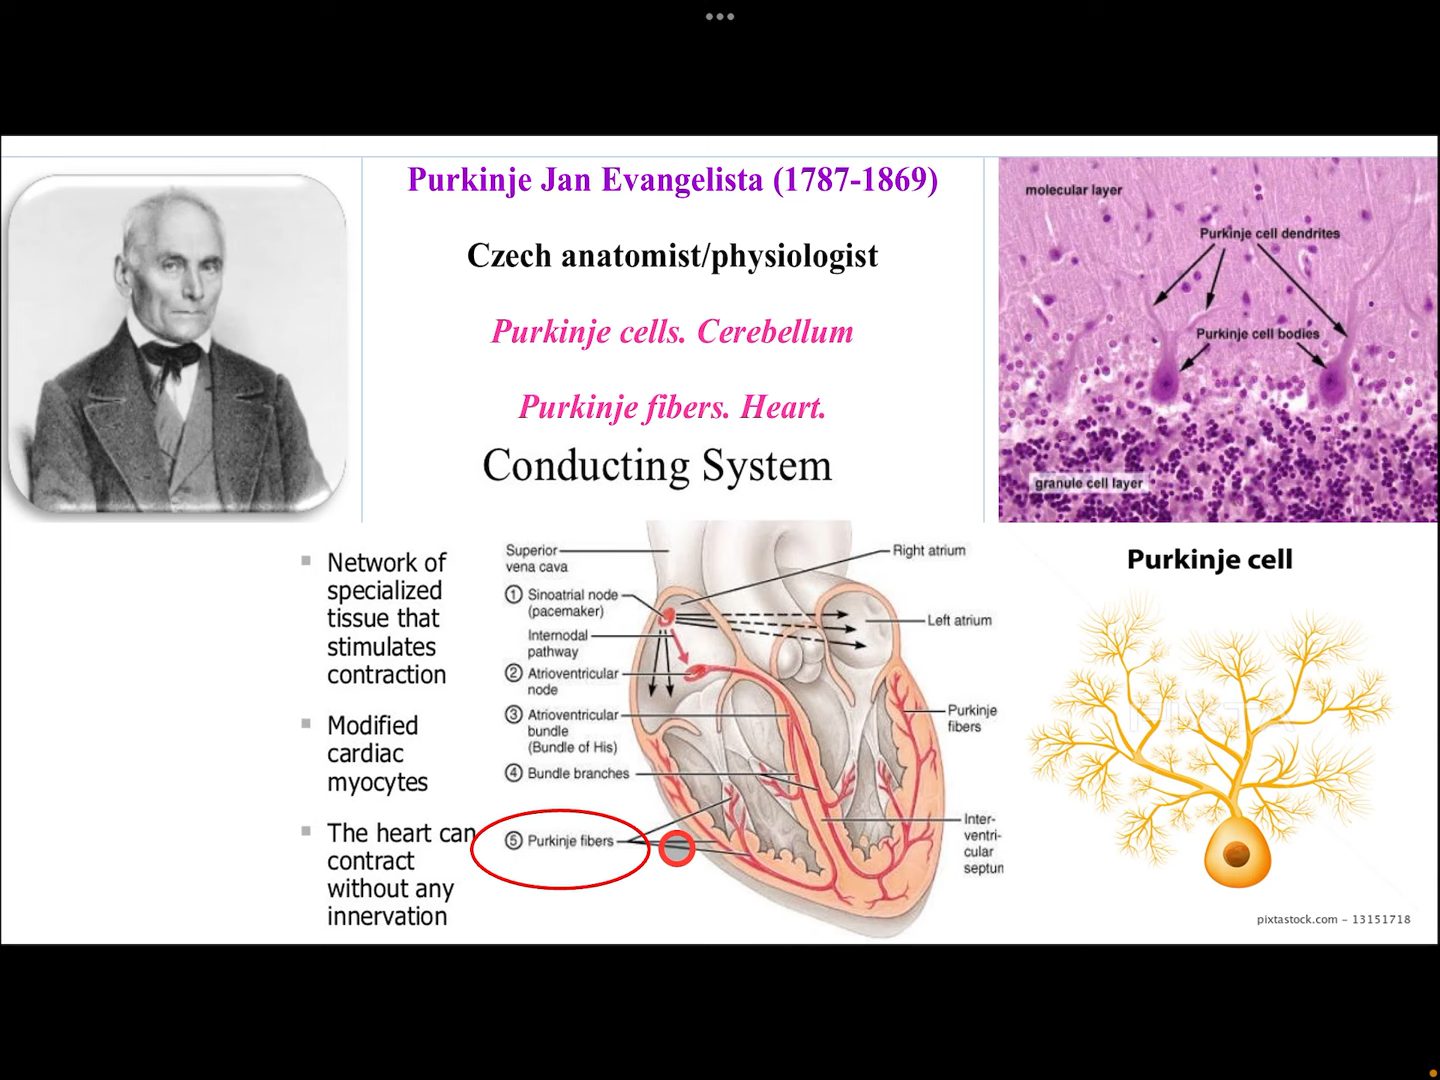 Purkinje Jan Evangelista (1787-1869)
Czech anatomist/physiologist
Purkinje cells. Cerebellum
Purkinje fibers. Heart.
Conducting System
molecular layer
Purkinje cell dendrites
Purkinje cell bodies
granule cell layer
Network of
specialized
tissue that
stimulates
contraction
Modified
cardiac
myocytes
The heart can
contract
without any
innervation
Superior
vena cava
1 Sinoatrial node
(pacemaker)
Internodal
pathway
2 Atrioventricular
node
3 Atrioventricular
bundle
(Bundle of His)
4 Bundle branches
5 Purkinje fibers
Right atrium
Left atrium
Purkinje
fibers
Inter-
ventri-
cular
septun
Purkinje cell
pixtastock.com - 13151718